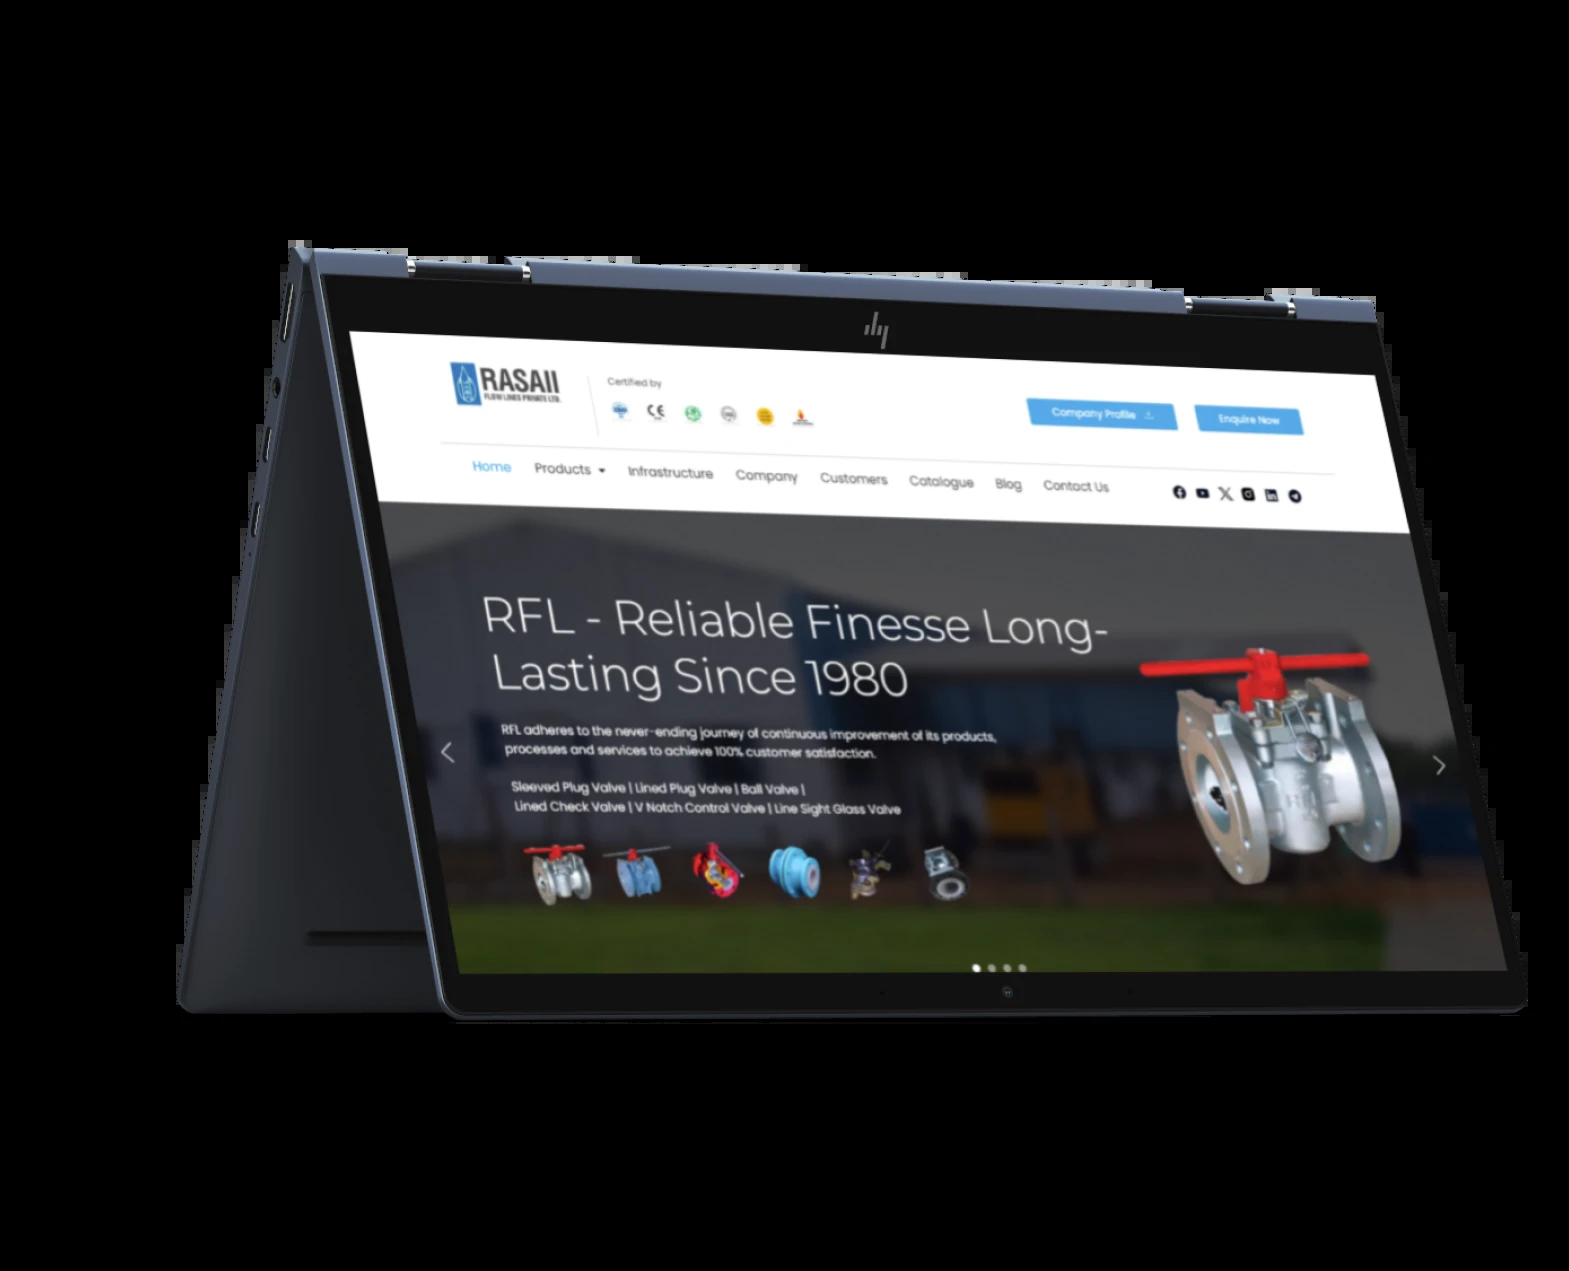 hp
RASAII
FLOW LINES PRIVATE LTD.
Certified by
CE
Company Profile
Enquire Now
Home Products Infrastructure Company Customers Catalogue Blog Contact Us
RFL - Reliable Finesse Long-
Lasting Since 1980
RFL adheres to the never-ending journey of continuous improvement of its products,
processes and services to achieve 100% customer satisfaction.
Sleeved Plug Valve | Lined Plug Valve | Ball Valve |
Lined Check Valve | V Notch Control Valve | Line Sight Glass Valve